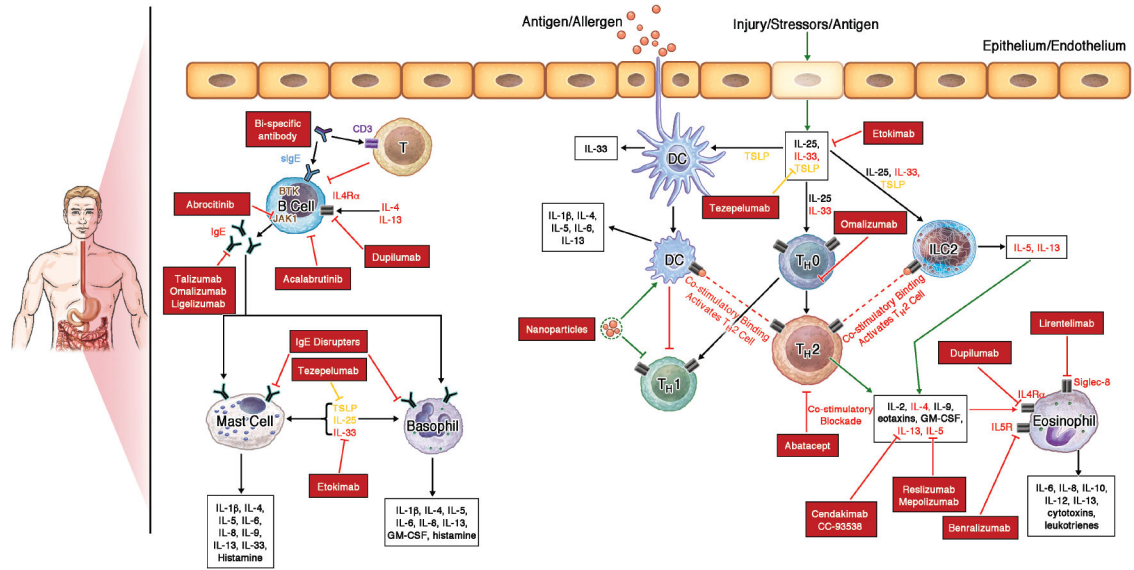 Antigen/Allergen
Injury/Stressors/Antigen
Epithelium/Endothelium
Bi-specific
antibody
CD3
T
sIgE
BTK
B Cell
JAK1
IL4Rα
IL-4
IL-13
Abrocitinib
IgE
Talizumab
Omalizumab
Ligelizumab
Acalabrutinib
Dupilumab
IgE Disrupters
Tezepelumab
TSLP
IL-25
IL-33
Mast Cell
Basophil
Etokimab
IL-1β, IL-4,
IL-5, IL-6,
IL-8, IL-9,
IL-13, IL-33,
Histamine
IL-1β, IL-4, IL-5,
IL-6, IL-8, IL-13,
GM-CSF, histamine
IL-33
DC
TSLP
IL-25,
IL-33,
TSLP
Etokimab
IL-25, IL-33,
TSLP
Tezepelumab
IL-25
IL-33
Omalizumab
IL-1β, IL-4,
IL-5, IL-6,
IL-13
DC
TH0
ILC2
IL-5, IL-13
Co-stimulatory Binding
Activates TH2 Cell
Co-stimulatory Binding
Activates TH2 Cell
Nanoparticles
TH1
TH2
Lirentelimab
Dupilumab
Siglec-8
IL4Rα
IL5R
Eosinophil
IL-2, IL-4, IL-9,
eotaxins, GM-CSF,
IL-13, IL-5
Co-stimulatory
Blockade
Abatacept
Cendakimab
CC-93538
Reslizumab
Mepolizumab
Benralizumab
IL-6, IL-8, IL-10,
IL-12, IL-13,
cytotoxins,
leukotrienes